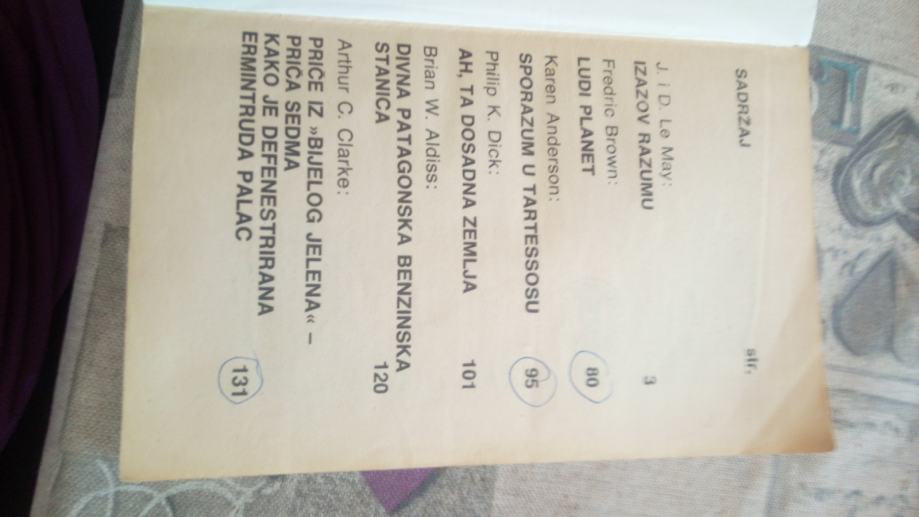 SADRŽAJ str.
J. i D. Le May:
IZAZOV RAZUMU 3
Fredric Brown:
LUDI PLANET 80
Karen Anderson:
SPORAZUM U TARTESSOSU 95
Philip K. Dick:
AH, TA DOSADNA ZEMLJA 101
Brian W. Aldiss:
DIVNA PATAGONSKA BENZINSKA
STANICA 120
Arthur C. Clarke:
PRIČE IZ »BIJELOG JELENA« –
PRIČA SEDMA
KAKO JE DEFENESTRIRANA
ERMINTRUDA PALAC 131